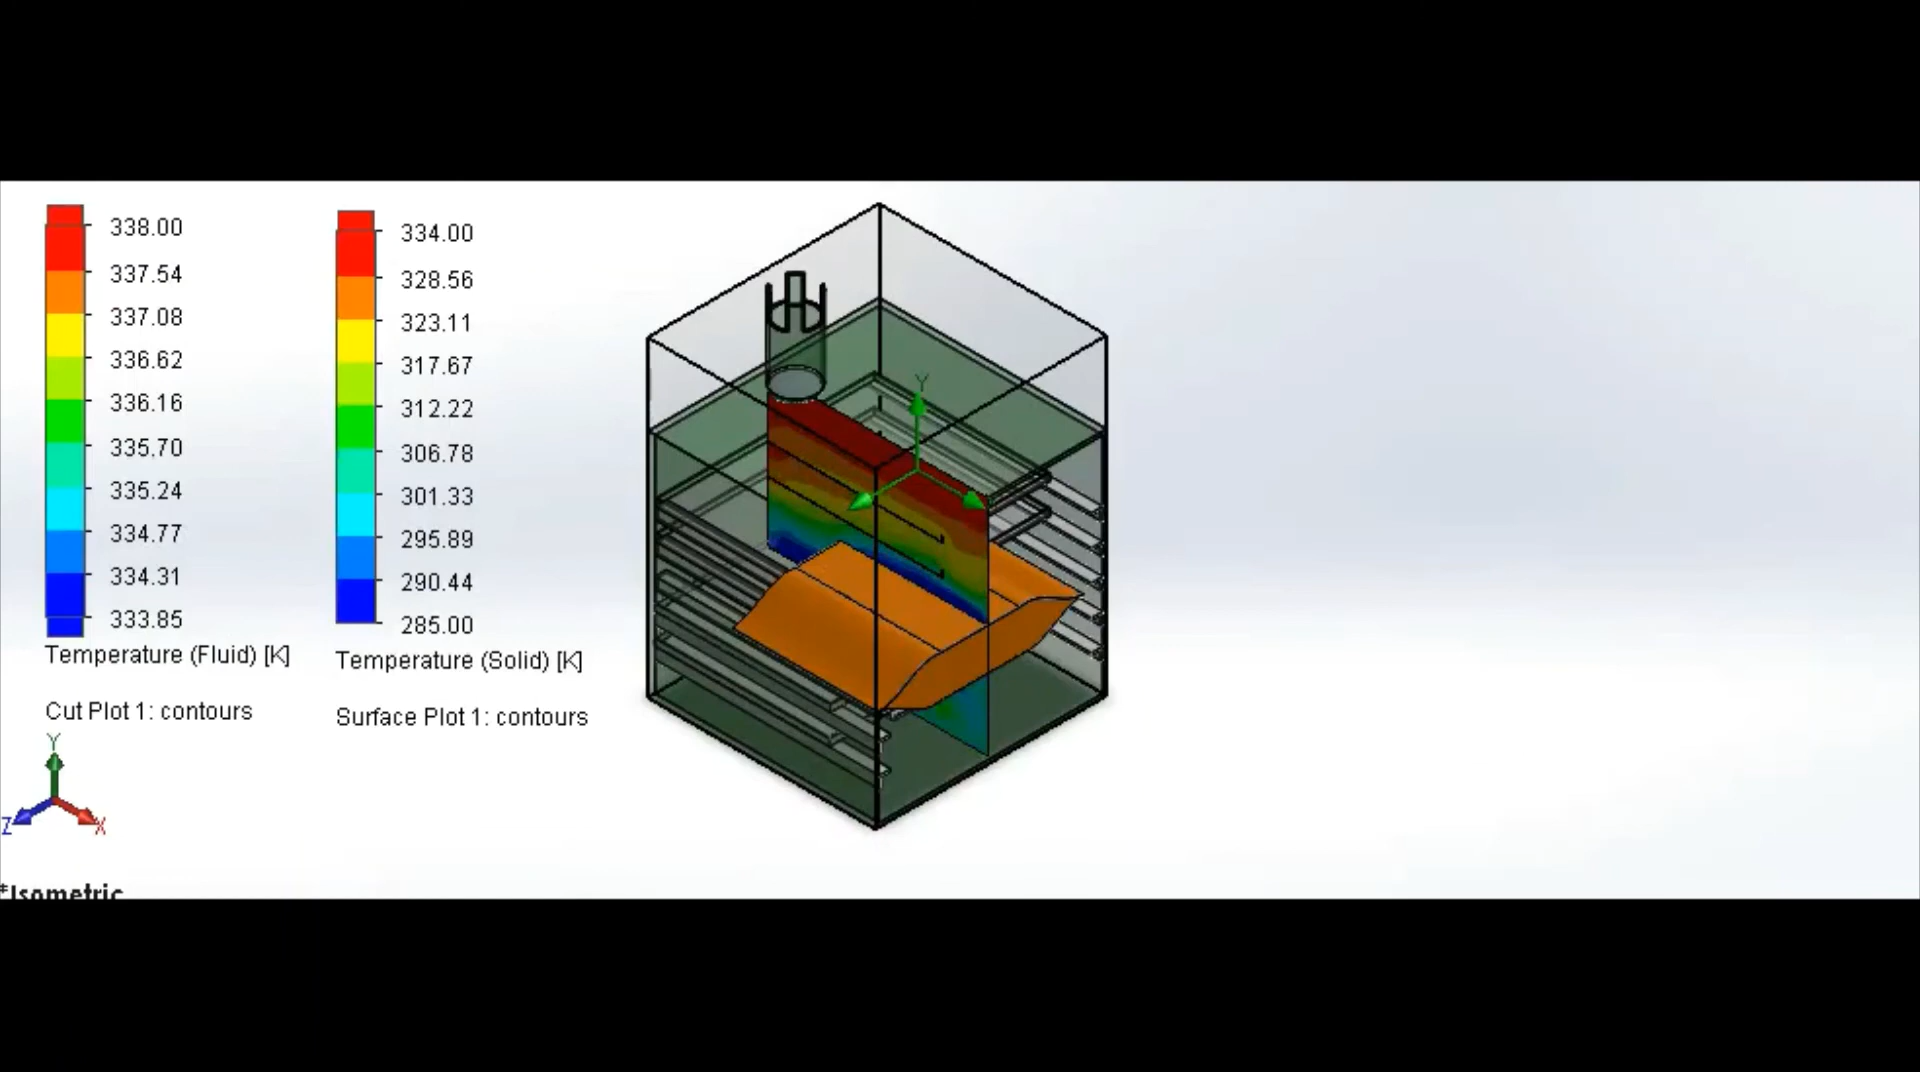 338.00
337.54
337.08
336.62
336.16
335.70
335.24
334.77
334.31
333.85
Temperature (Fluid) [K]
Cut Plot 1: contours
334.00
328.56
323.11
317.67
312.22
306.78
301.33
295.89
290.44
285.00
Temperature (Solid) [K]
Surface Plot 1: contours
Y
Y
Z
X
*Isometric